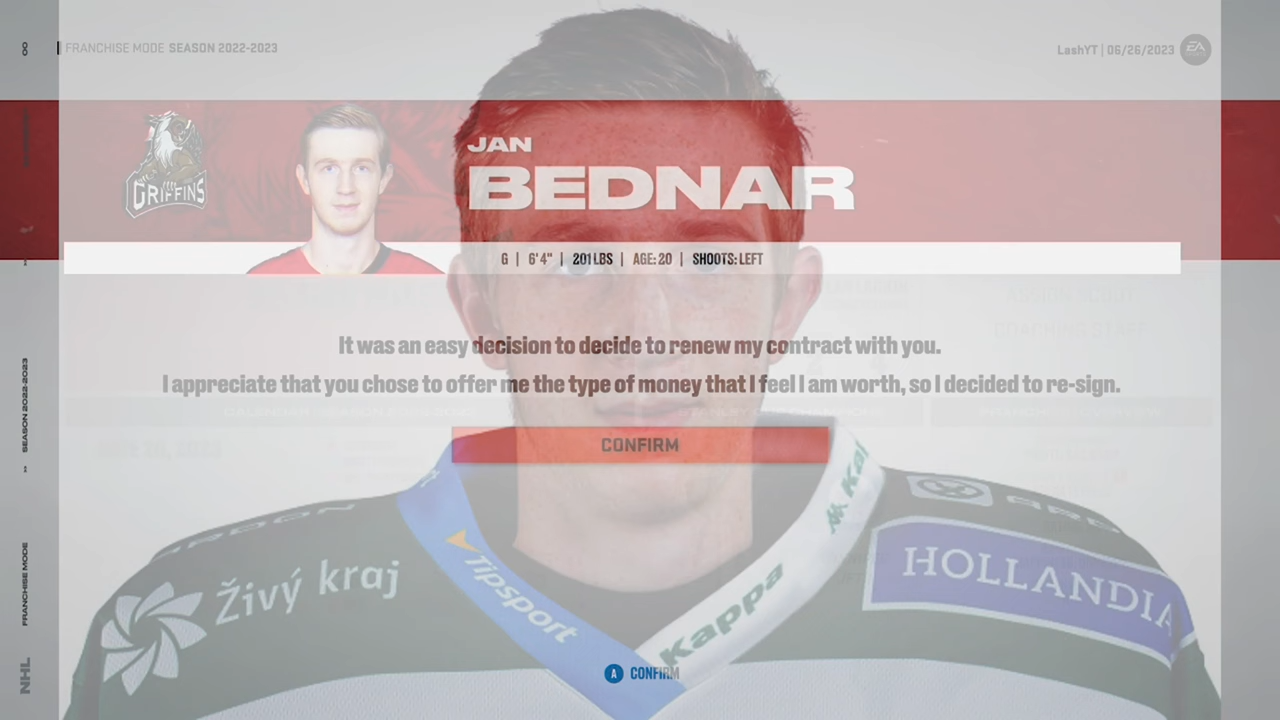 FRANCHISE MODE SEASON 2022-2023
LashYT | 06/26/2023
EA
GRIFFINS
JAN
BEDNAR
G | 6'4" | 201 LBS | AGE: 20 | SHOOTS: LEFT
It was an easy decision to decide to renew my contract with you.
I appreciate that you chose to offer me the type of money that I feel I am worth, so I decided to re-sign.
CONFIRM
Živý kraj
Tipsport
Kappa
Kap
HOLLANDIA
A CONFIRM
SEASON 2022-2023
FRANCHISE MODE
NHL